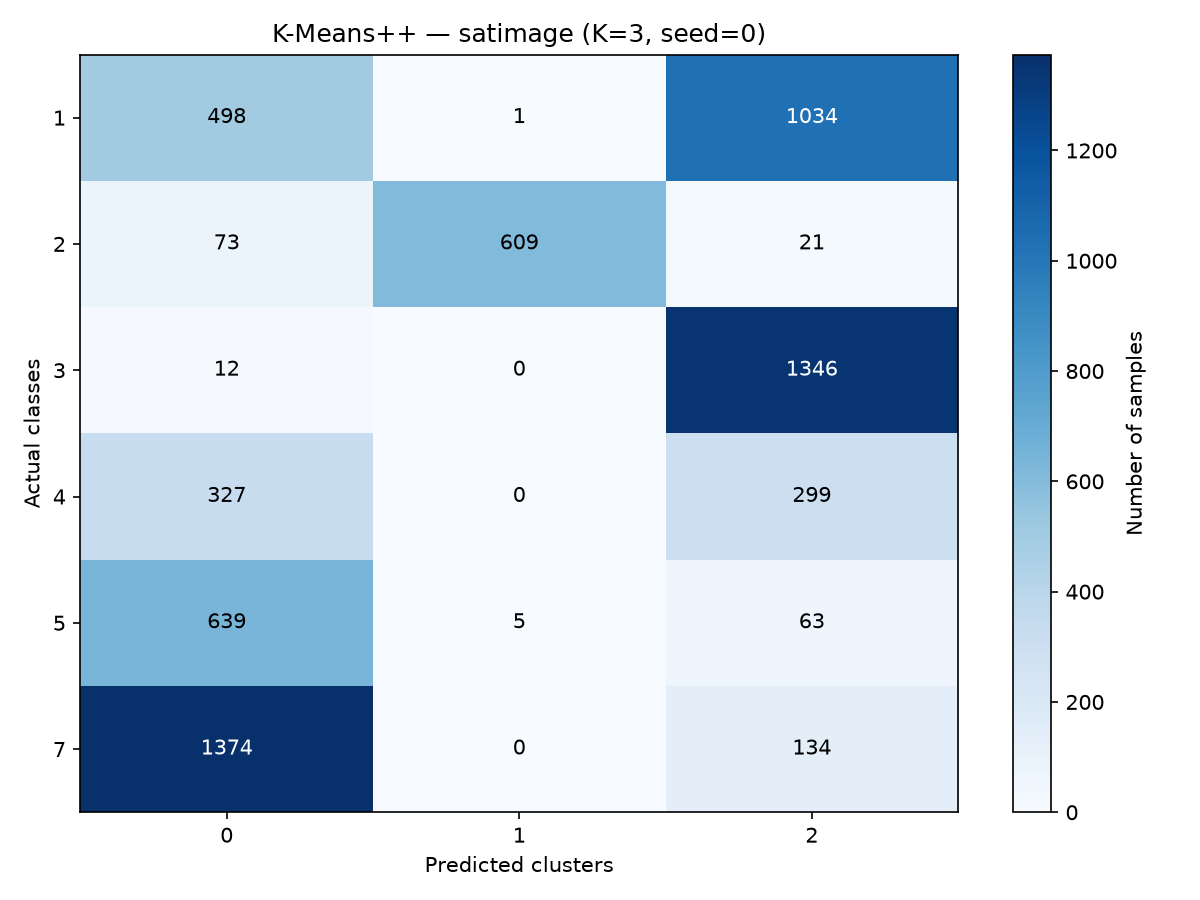 K-Means++ — satimage (K=3, seed=0)
1 498 1 1034
2 73 609 21
3 12 0 1346
4 327 0 299
5 639 5 63
7 1374 0 134
0 1 2
Predicted clusters
Actual classes
1200
1000
800
600
400
200
0
Number of samples